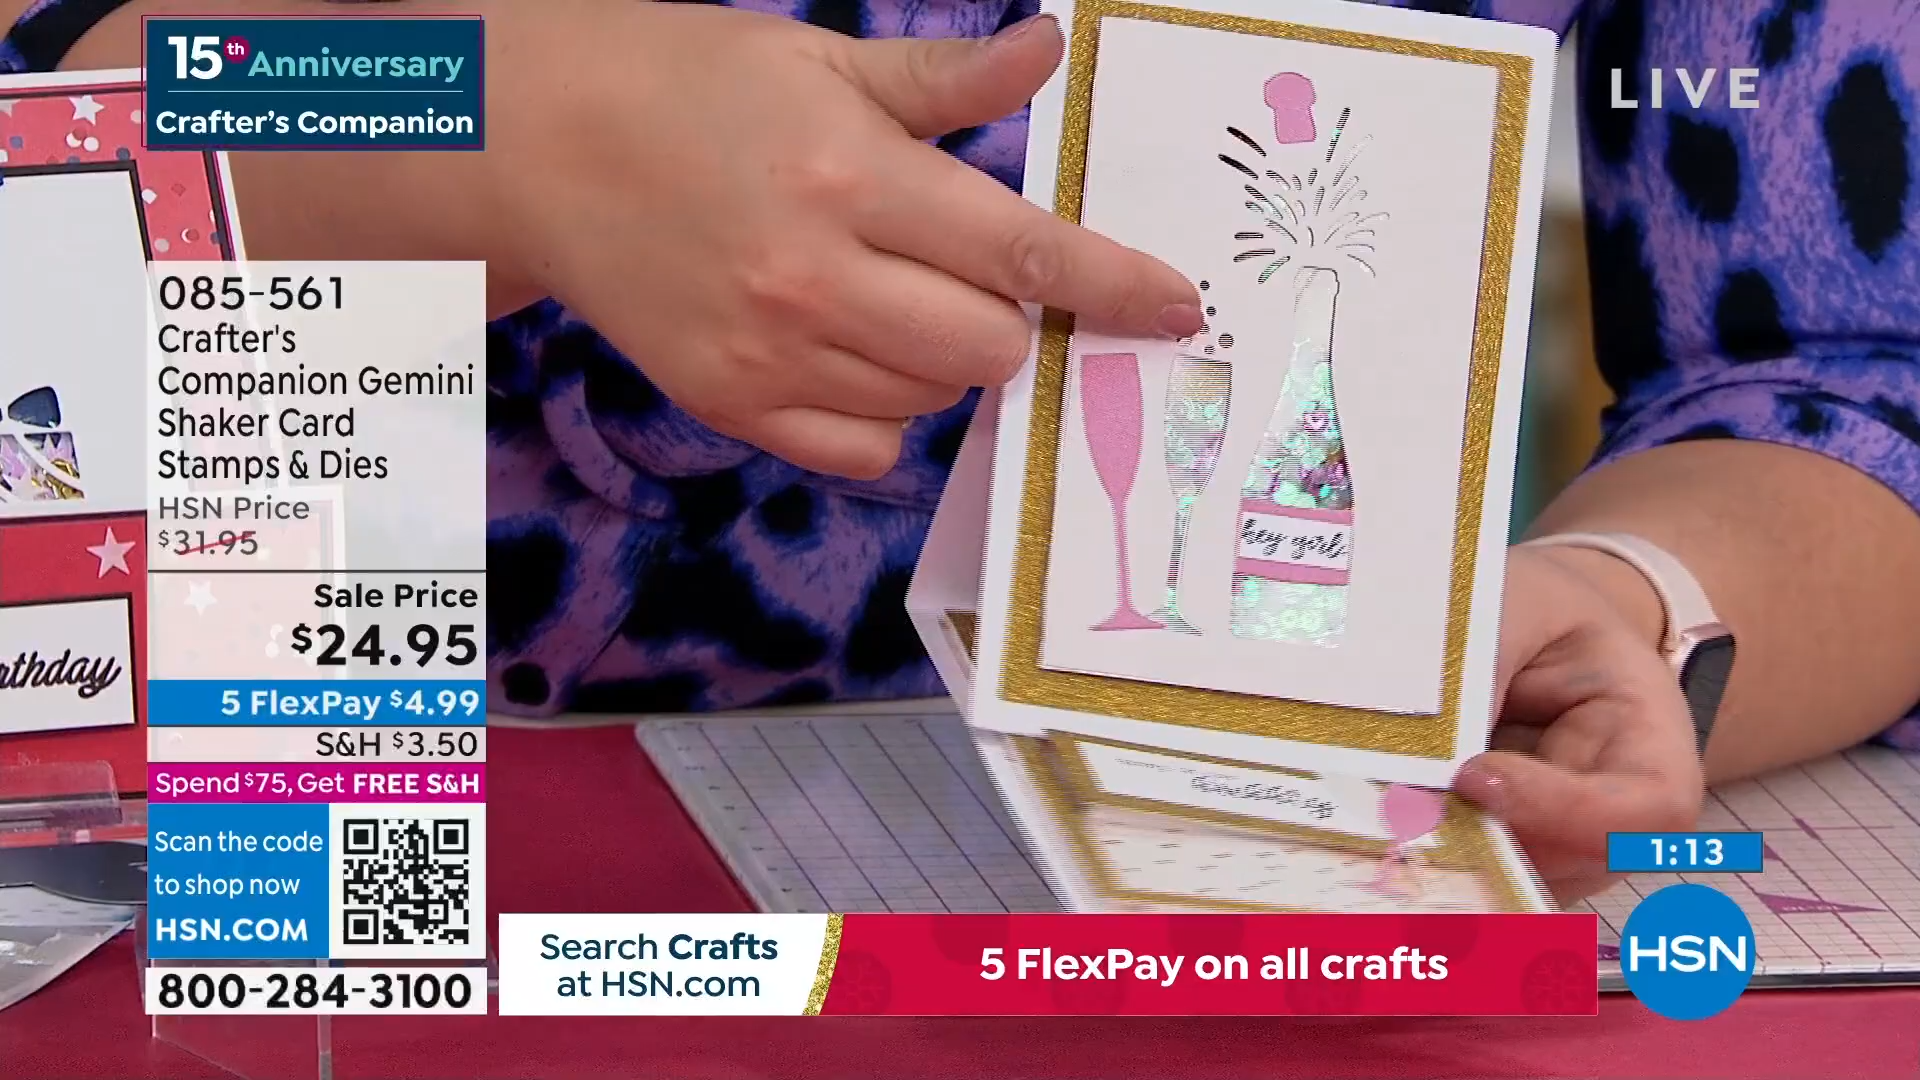 15th Anniversary
Crafter's Companion
LIVE
085-561
Crafter's
Companion Gemini
Shaker Card
Stamps & Dies
HSN Price
$31.95
Sale Price
$24.95
5 FlexPay $4.99
S&H $3.50
Spend $75, Get FREE S&H
Scan the code
to shop now
HSN.COM
800-284-3100
Search Crafts
at HSN.com
5 FlexPay on all crafts
1:13
HSN
hey girl